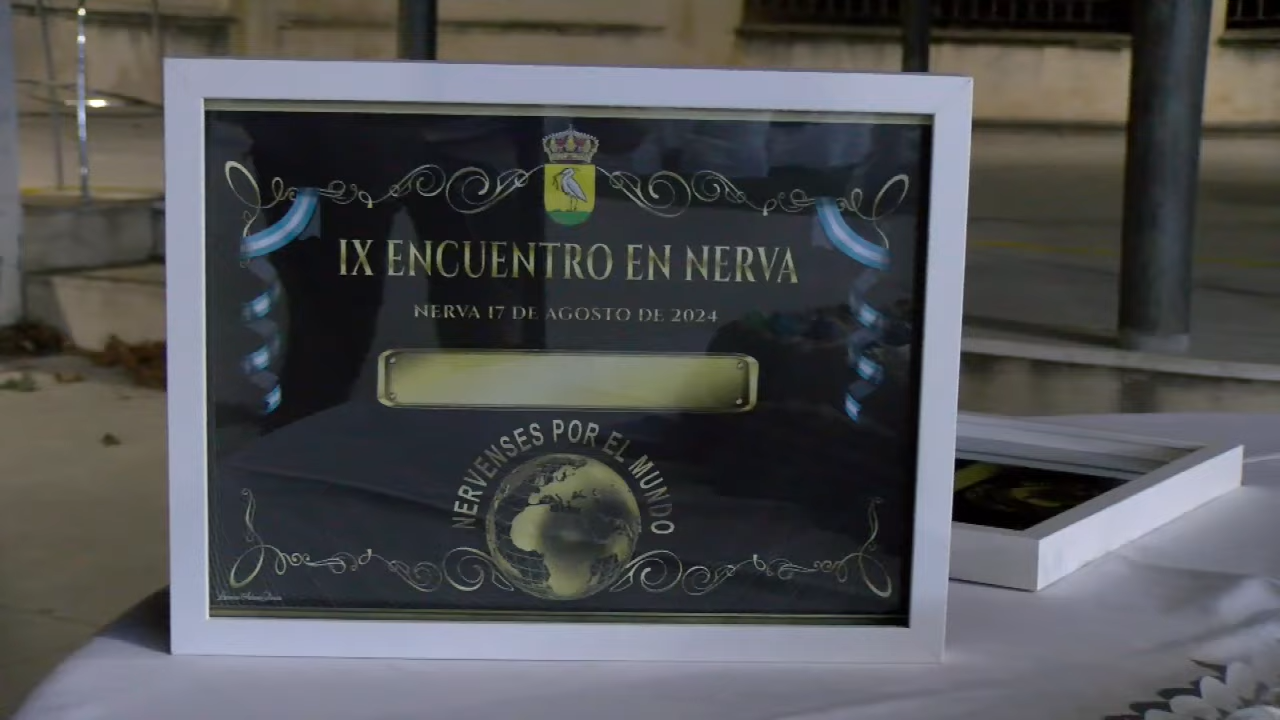 IX ENCUENTRO EN NERVA
NERVA 17 DE AGOSTO DE 2024
NERVENSES POR EL MUNDO